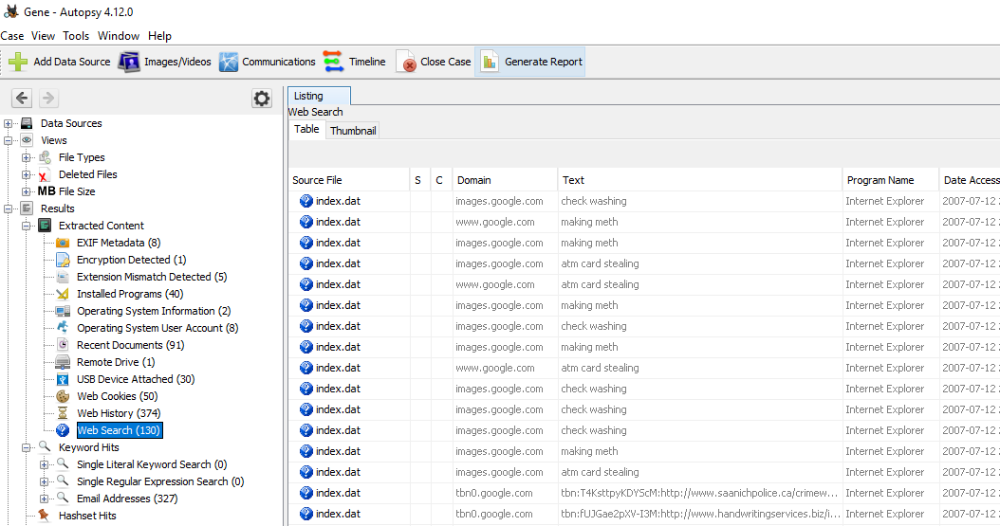 Gene - Autopsy 4.12.0
Case View Tools Window Help
Add Data Source Images/Videos Communications Timeline Close Case Generate Report
Listing
Web Search
Table Thumbnail
Data Sources
Views
File Types
Deleted Files
MB File Size
Results
Extracted Content
EXIF Metadata (8)
Encryption Detected (1)
Extension Mismatch Detected (5)
Installed Programs (40)
Operating System Information (2)
Operating System User Account (8)
Recent Documents (91)
Remote Drive (1)
USB Device Attached (30)
Web Cookies (50)
Web History (374)
Web Search (130)
Keyword Hits
Single Literal Keyword Search (0)
Single Regular Expression Search (0)
Email Addresses (327)
Hashset Hits
Source File S C Domain Text Program Name Date Access
index.dat images.google.com check washing Internet Explorer 2007-07-12 2
index.dat www.google.com making meth Internet Explorer 2007-07-12 2
index.dat images.google.com making meth Internet Explorer 2007-07-12 2
index.dat images.google.com atm card stealing Internet Explorer 2007-07-12 2
index.dat www.google.com atm card stealing Internet Explorer 2007-07-12 2
index.dat images.google.com making meth Internet Explorer 2007-07-12 2
index.dat images.google.com check washing Internet Explorer 2007-07-12 2
index.dat images.google.com making meth Internet Explorer 2007-07-12 2
index.dat www.google.com atm card stealing Internet Explorer 2007-07-12 2
index.dat images.google.com check washing Internet Explorer 2007-07-12 2
index.dat images.google.com check washing Internet Explorer 2007-07-12 2
index.dat images.google.com check washing Internet Explorer 2007-07-12 2
index.dat images.google.com making meth Internet Explorer 2007-07-12 2
index.dat images.google.com atm card stealing Internet Explorer 2007-07-12 2
index.dat tbn0.google.com tbn:T4KsttpyKDYScM:http://www.saanichpolice.ca/crimew... Internet Explorer 2007-07-12 2
index.dat tbn0.google.com tbn:fUJGae2pXV-I3M:http://www.handwritingservices.biz/i... Internet Explorer 2007-07-12 2